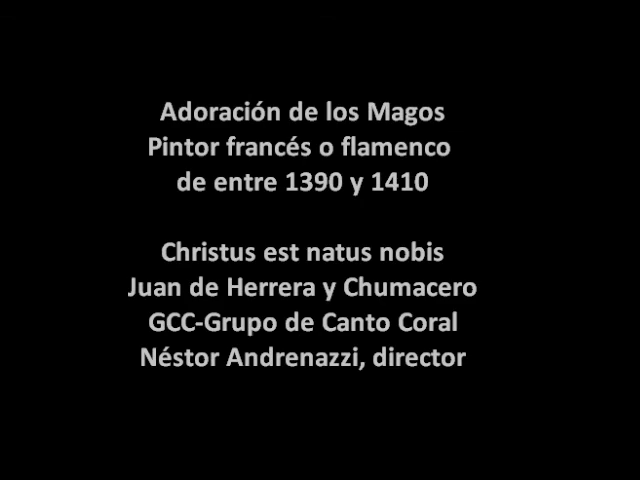 Adoración de los Magos
Pintor francés o flamenco
de entre 1390 y 1410
Christus est natus nobis
Juan de Herrera y Chumacero
GCC-Grupo de Canto Coral
Néstor Andrenazzi, director